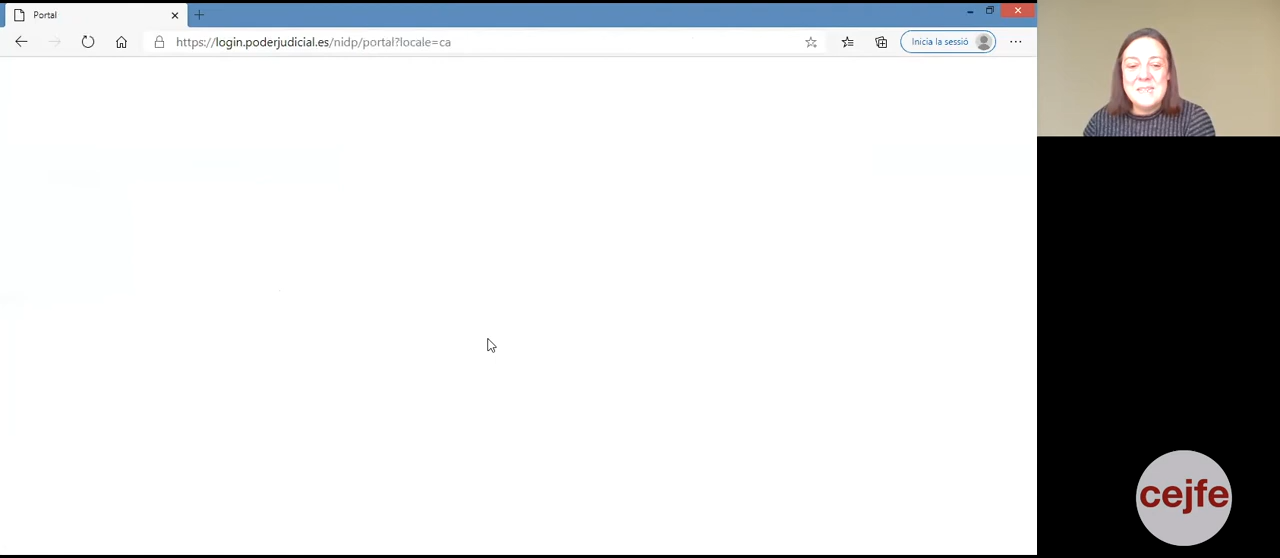 Portal
https://login.poderjudicial.es/nidp/portal?locale=ca
Inicia la sessió
cejfe